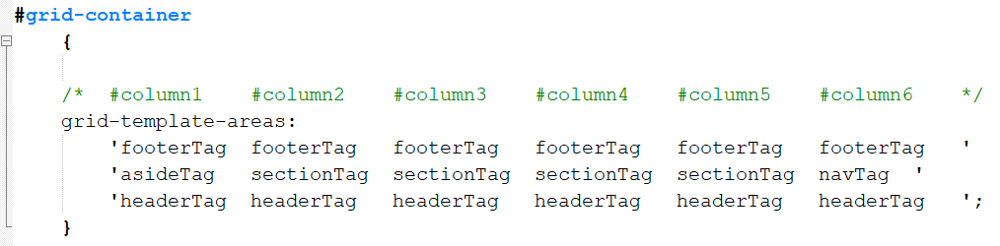 #grid-container
{
/* #column1 #column2 #column3 #column4 #column5 #column6 */
grid-template-areas:
'footerTag footerTag footerTag footerTag footerTag footerTag '
'asideTag sectionTag sectionTag sectionTag sectionTag navTag '
'headerTag headerTag headerTag headerTag headerTag headerTag ';
}